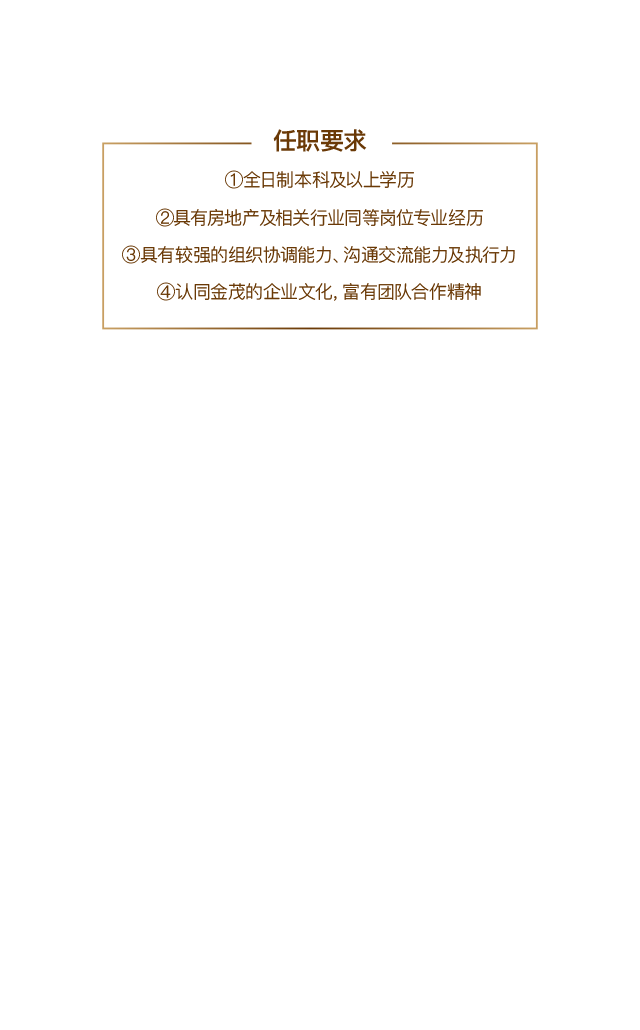 任职要求
①全日制本科及以上学历
②具有房地产及相关行业同等岗位专业经历
③具有较强的组织协调能力、沟通交流能力及执行力
④认同金茂的企业文化，富有团队合作精神